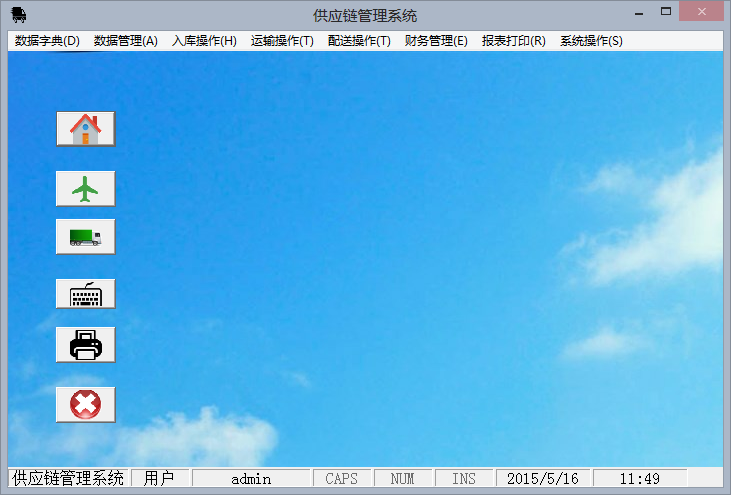 供应链管理系统
数据字典(D) 数据管理(A) 入库操作(H) 运输操作(T) 配送操作(T) 财务管理(E) 报表打印(R) 系统操作(S)
供应链管理系统 用户 admin CAPS NUM INS 2015/5/16 11:49